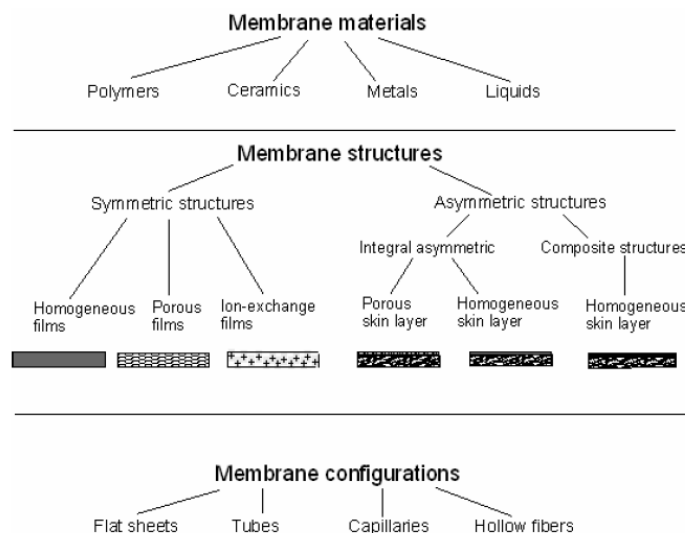 Membrane materials
Polymers Ceramics Metals Liquids
Membrane structures
Symmetric structures Asymmetric structures
Integral asymmetric Composite structures
Homogeneous films Porous films Ion-exchange films Porous skin layer Homogeneous skin layer Homogeneous skin layer
Membrane configurations
Flat sheets Tubes Capillaries Hollow fibers